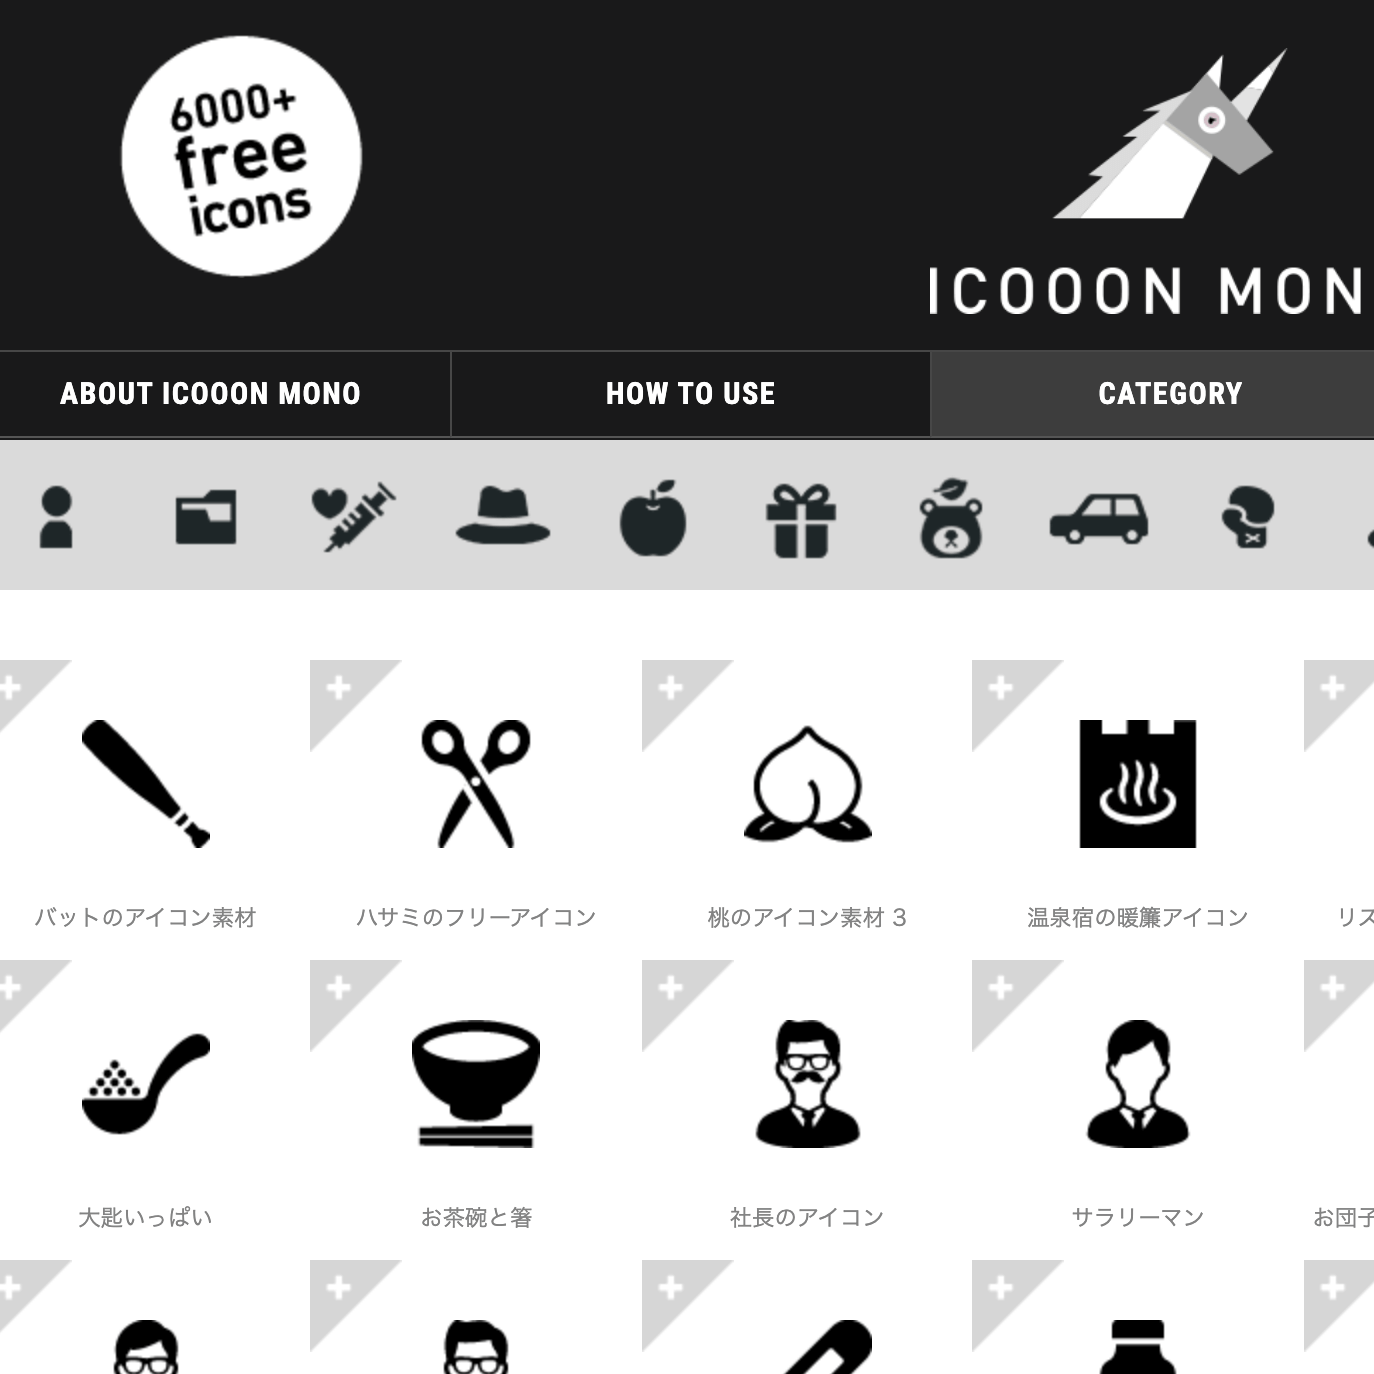 6000+
free
icons
ICOOON MON
ABOUT ICOOON MONO
HOW TO USE
CATEGORY
バットのアイコン素材
ハサミのフリーアイコン
桃のアイコン素材 3
温泉宿の暖簾アイコン
リス
大匙いっぱい
お茶碗と箸
社長のアイコン
サラリーマン
お団子